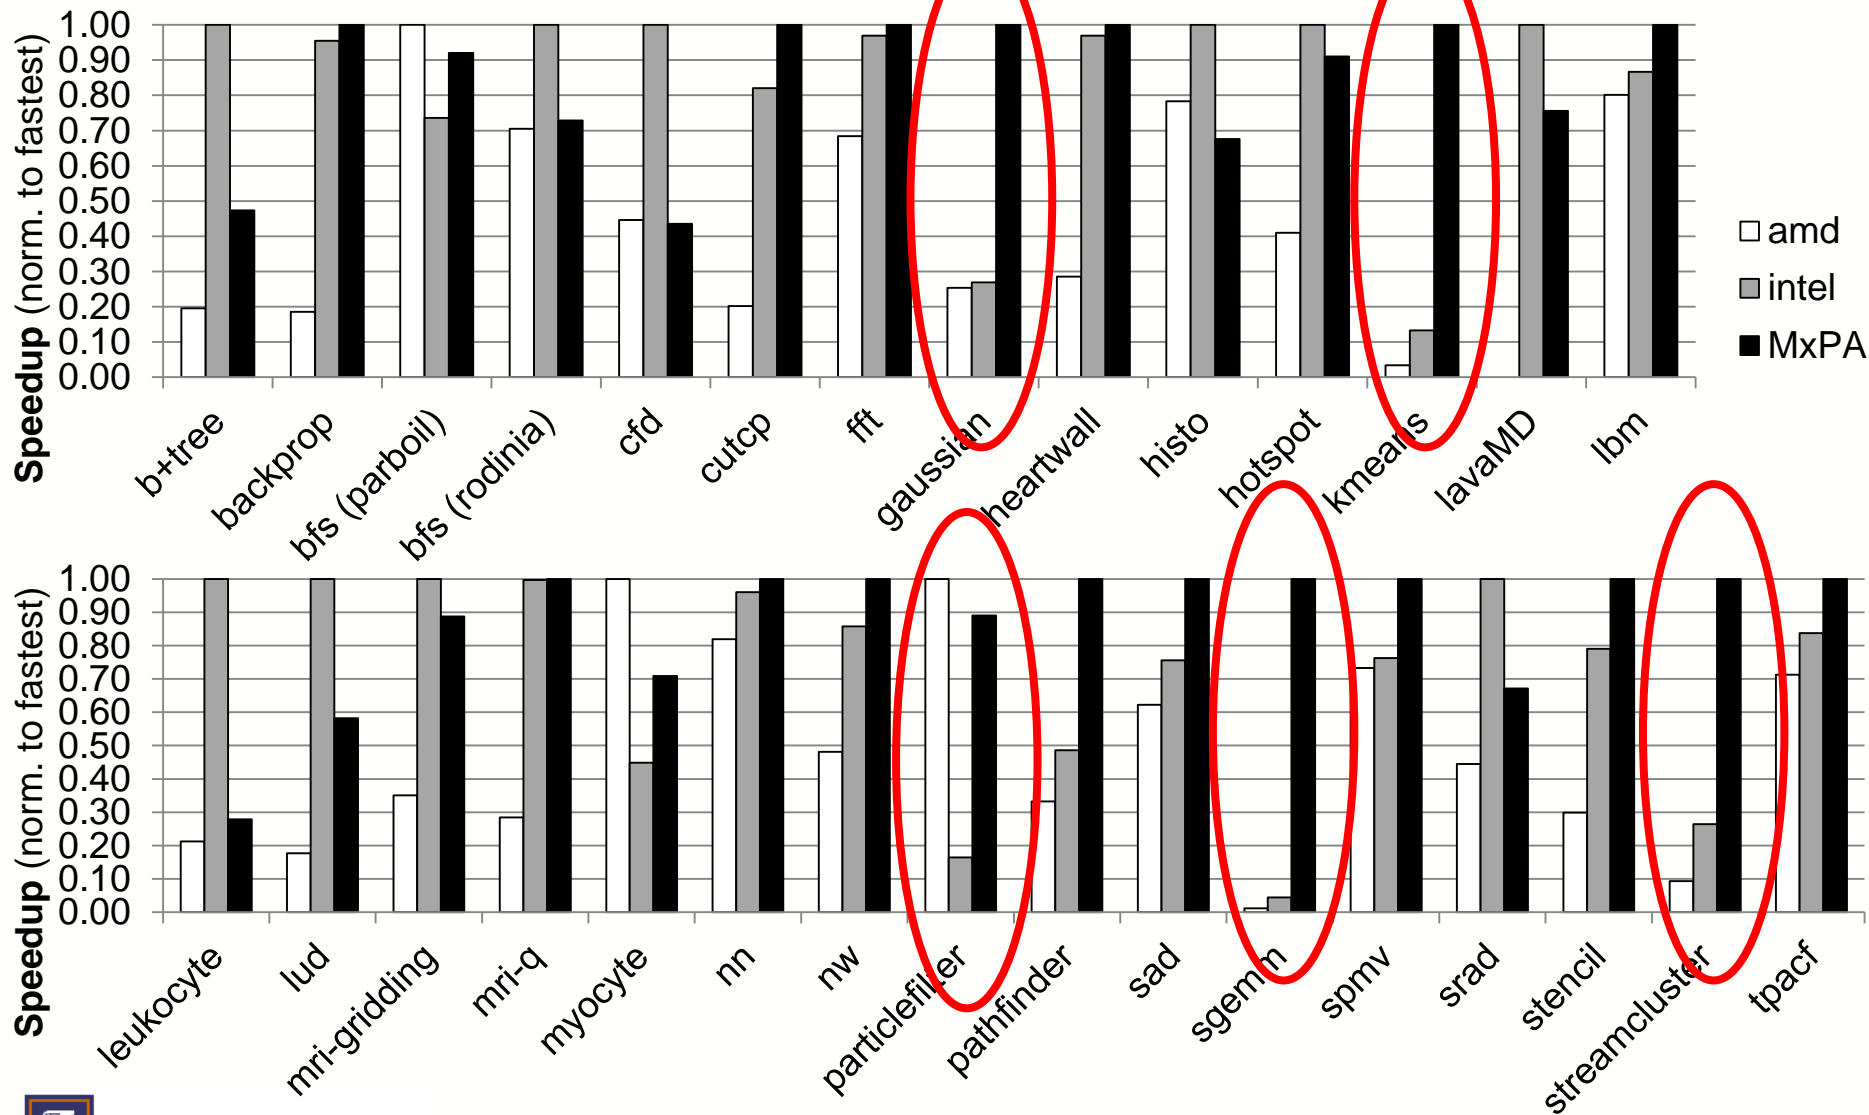 Speedup (norm. to fastest)
1.00
0.90
0.80
0.70
0.60
0.50
0.40
0.30
0.20
0.10
0.00
b+tree
backprop
bfs (parboil)
bfs (rodinia)
cfd
cutcp
fft
gaussian
heartwall
histo
hotspot
kmeans
lavaMD
lbm
amd
intel
MxPA
Speedup (norm. to fastest)
1.00
0.90
0.80
0.70
0.60
0.50
0.40
0.30
0.20
0.10
0.00
leukocyte
lud
mri-gridding
mri-q
myocyte
nn
nw
particlefilter
pathfinder
sad
sgemm
spmv
srad
stencil
streamcluster
tpacf